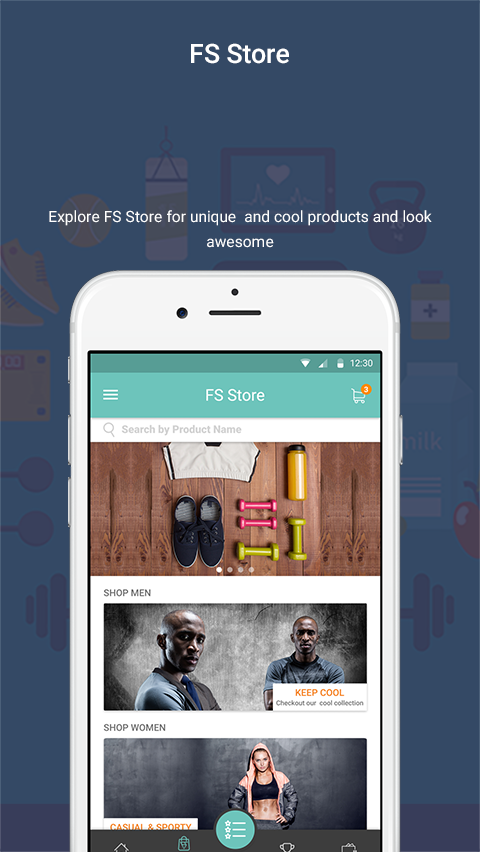 FS Store
Explore FS Store for unique  and cool products and look
awesome
12:30
FS Store
3
Search by Product Name
milk
SHOP MEN
KEEP COOL
Checkout our  cool collection
SHOP WOMEN
CASUAL & SPORTY